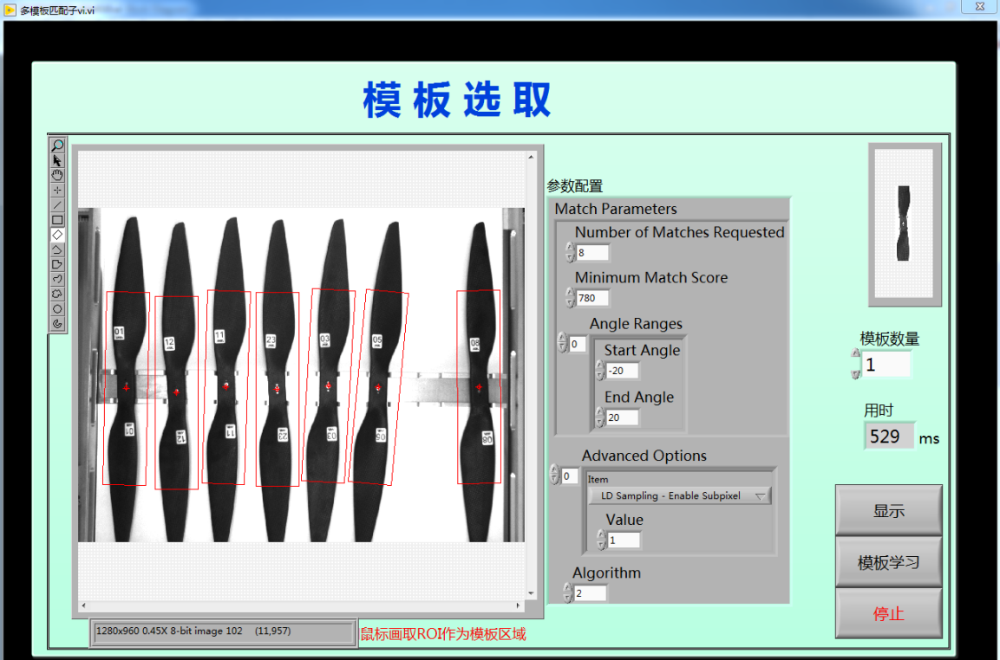 多模板匹配子vi.vi
模板选取
参数配置
Match Parameters
Number of Matches Requested
8
Minimum Match Score
780
Angle Ranges
0
Start Angle
-20
End Angle
20
Advanced Options
0
Item
LD Sampling - Enable Subpixel
Value
1
Algorithm
2
01
12
11
23
03
05
08
01
12
11
23
03
05
08
1280x960 0.45X 8-bit image 102 (11,957)
鼠标画取ROI作为模板区域
模板数量
1
用时
529 ms
显示
模板学习
停止